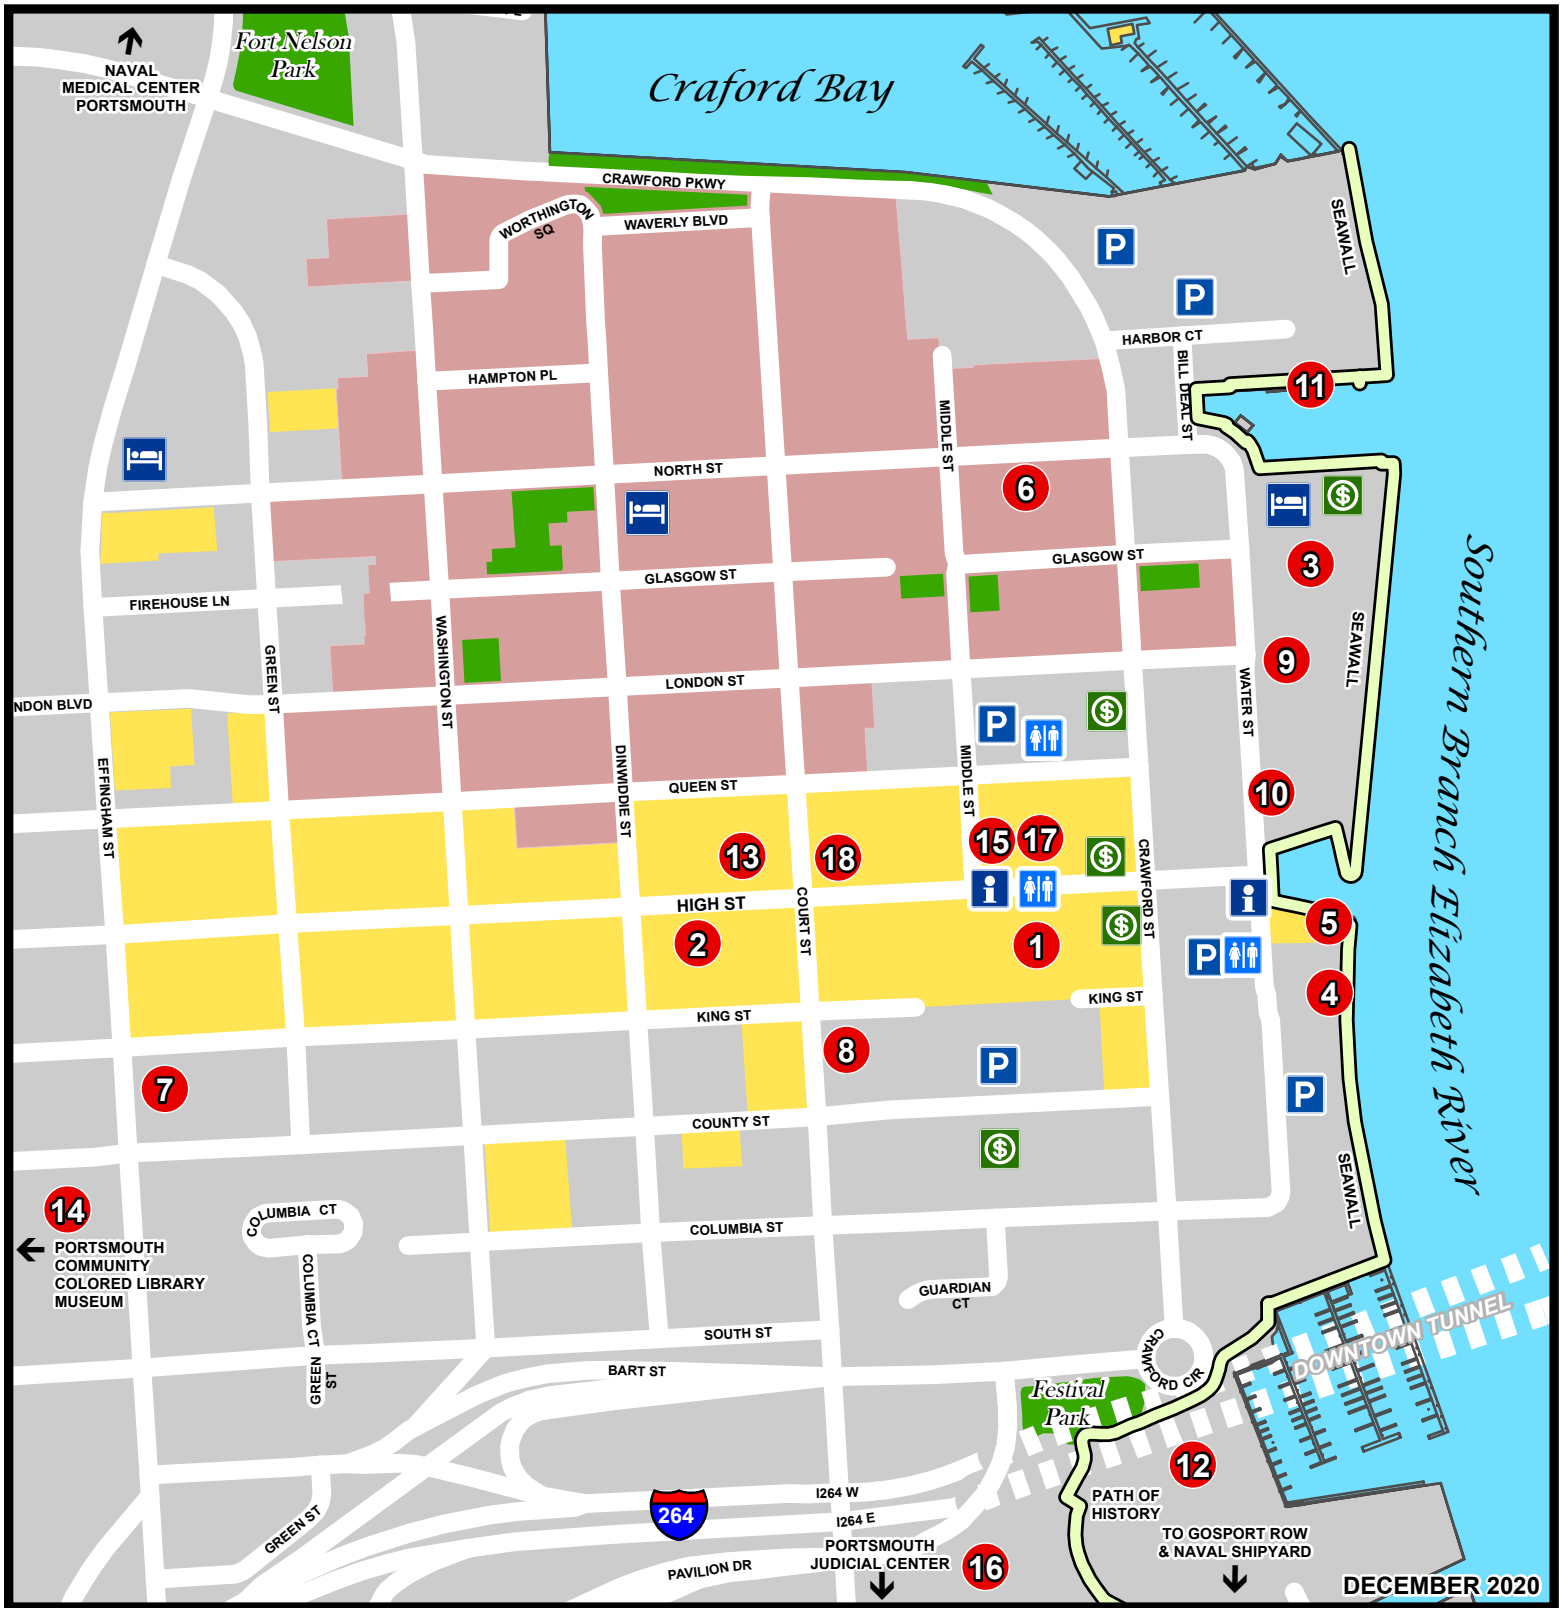 Fort Nelson
Park
NAVAL
MEDICAL CENTER
PORTSMOUTH
Craford Bay
CRAWFORD PKWY
WORTHINGTON
SQ
WAVERLY BLVD
SEAWALL
P
P
HARBOR CT
BILL DEAL ST
HAMPTON PL
11
MIDDLE ST
NORTH ST
6
$
GLASGOW ST
GLASGOW ST
3
FIREHOUSE LN
WASHINGTON ST
GREEN ST
SEAWALL
9
LONDON ST
NDON BLVD
WATER ST
Southern Branch Elizabeth River
P
$
EFFINGHAM ST
DINWIDDIE ST
MIDDLE ST
QUEEN ST
10
13
18
15
17
$
CRAWFORD ST
HIGH ST
COURT ST
i
i
2
1
$
5
P
4
KING ST
KING ST
8
P
7
P
COUNTY ST
$
SEAWALL
14
PORTSMOUTH
COMMUNITY
COLORED LIBRARY
MUSEUM
COLUMBIA CT
COLUMBIA ST
COLUMBIA CT
GUARDIAN
CT
SOUTH ST
DOWNTOWN TUNNEL
CRAWFORD CIR
BART ST
GREEN
ST
Festival
Park
12
I264 W
PATH OF
HISTORY
264
I264 E
GREEN ST
TO GOSPORT ROW
& NAVAL SHIPYARD
PORTSMOUTH
JUDICIAL CENTER
16
PAVILION DR
DECEMBER 2020